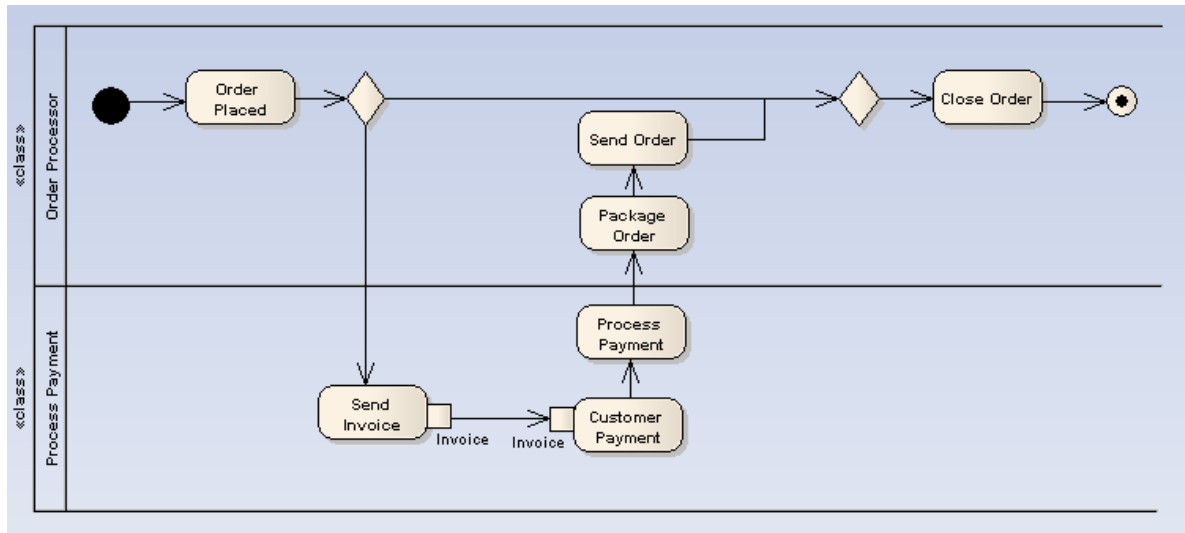 «class»
Order Processor
Order
Placed
Close Order
Send Order
Package
Order
«class»
Process Payment
Process
Payment
Send
Invoice
Invoice
Invoice
Customer
Payment